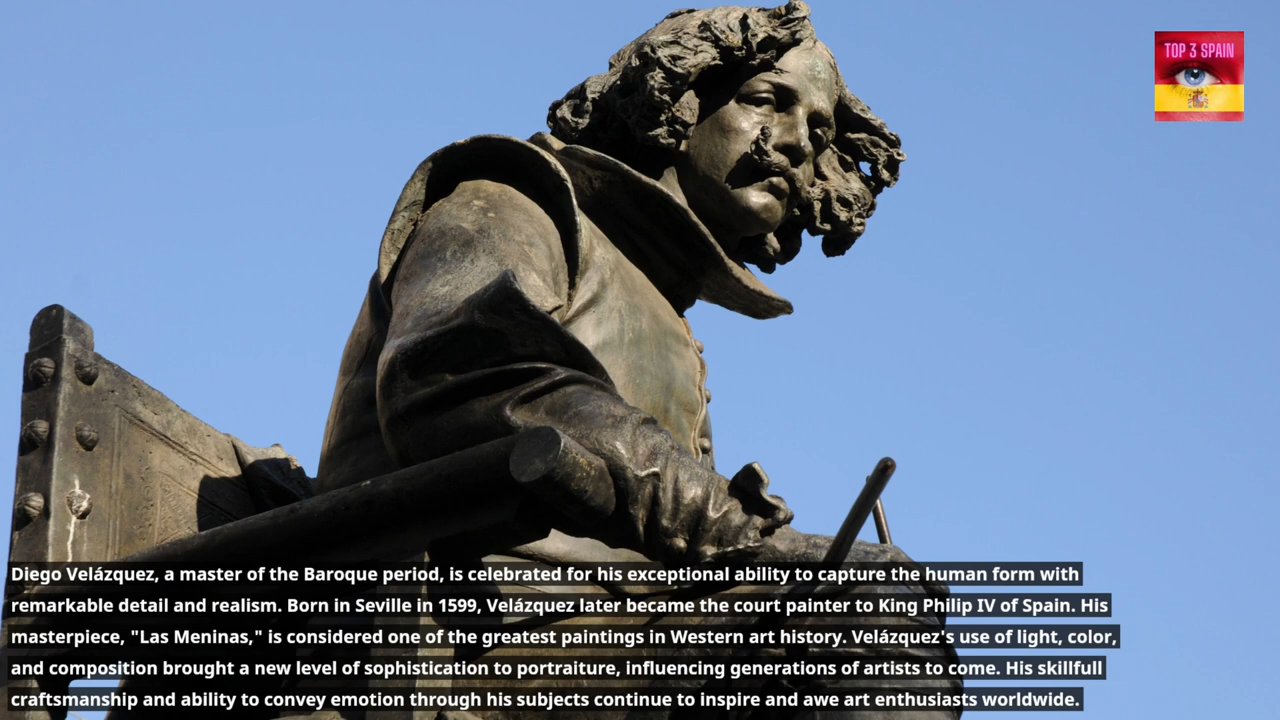 TOP 3 SPAIN
Diego Velázquez, a master of the Baroque period, is celebrated for his exceptional ability to capture the human form with
remarkable detail and realism. Born in Seville in 1599, Velázquez later became the court painter to King Philip IV of Spain. His
masterpiece, "Las Meninas," is considered one of the greatest paintings in Western art history. Velázquez's use of light, color,
and composition brought a new level of sophistication to portraiture, influencing generations of artists to come. His skillfull
craftsmanship and ability to convey emotion through his subjects continue to inspire and awe art enthusiasts worldwide.